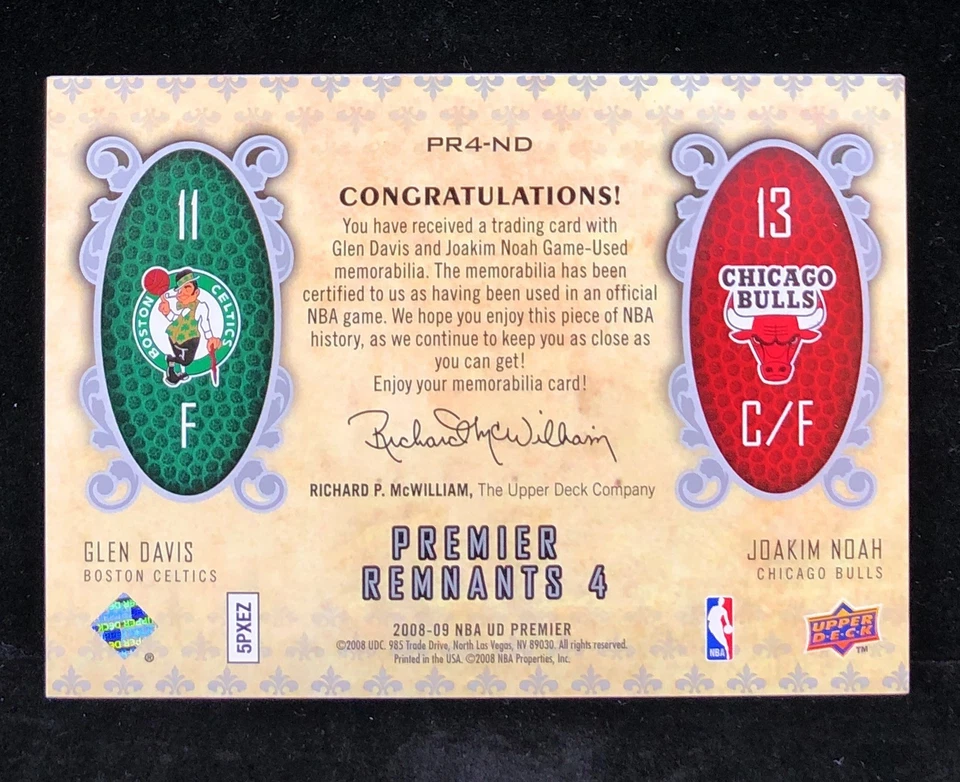 PR4-ND
CONGRATULATIONS!
You have received a trading card with
Glen Davis and Joakim Noah Game-Used
memorabilia. The memorabilia has been
certified to us as having been used in an official
NBA game. We hope you enjoy this piece of NBA
history, as we continue to keep you as close as
you can get!
Enjoy your memorabilia card!
Richard McWilliam
RICHARD P. McWILLIAM, The Upper Deck Company
11
BOSTON CELTICS
F
13
CHICAGO
BULLS
C/F
GLEN DAVIS
BOSTON CELTICS
PREMIER
REMNANTS 4
JOAKIM NOAH
CHICAGO BULLS
®
5PXEZ
2008-09 NBA UD PREMIER
©2008 UDC. 985 Trade Drive, North Las Vegas, NV 89030. All rights reserved.
Printed in the USA. ©2008 NBA Properties, Inc.
NBA
UPPER
DECK
TM